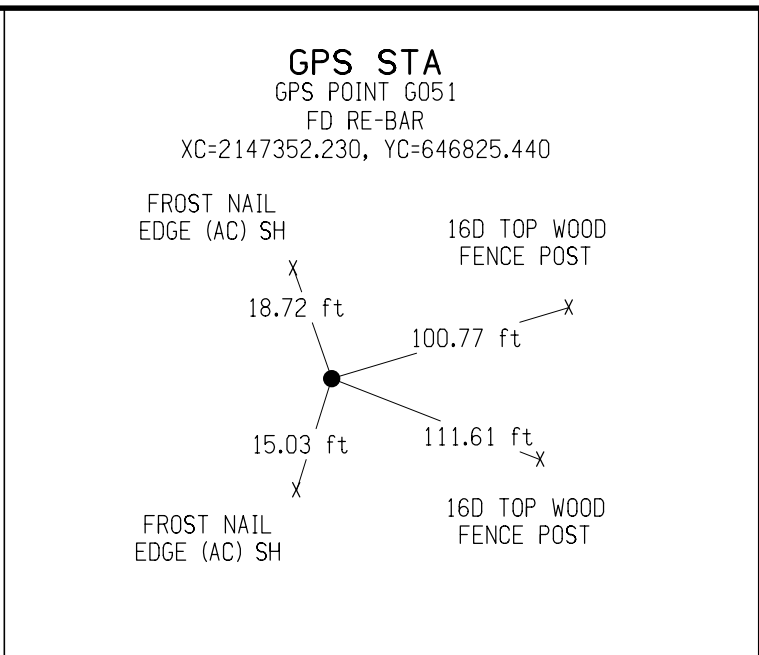 GPS STA
GPS POINT G051
FD RE-BAR
XC=2147352.230, YC=646825.440
FROST NAIL
EDGE (AC) SH
16D TOP WOOD
FENCE POST
X
X
18.72 ft
100.77 ft
15.03 ft
111.61 ft
X
X
FROST NAIL
EDGE (AC) SH
16D TOP WOOD
FENCE POST